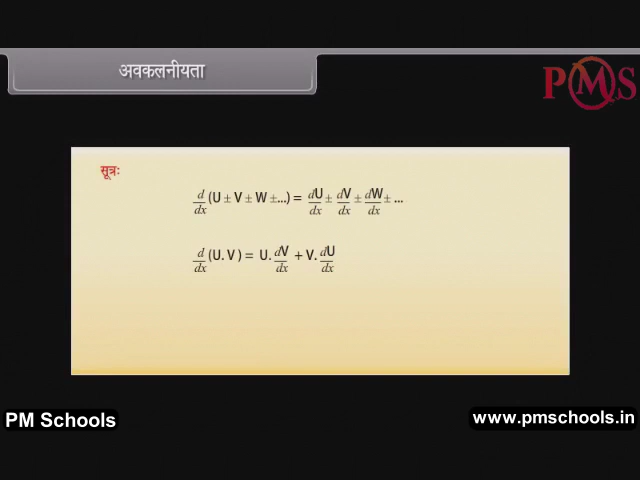 अवकलनीयता
PMS
सूत्रः
d/dx (U ± V ± W ±...) = dU/dx ± dV/dx ± dW/dx ± ...
d/dx (U. V ) = U. dV/dx + V. dU/dx
PM Schools
www.pmschools.in